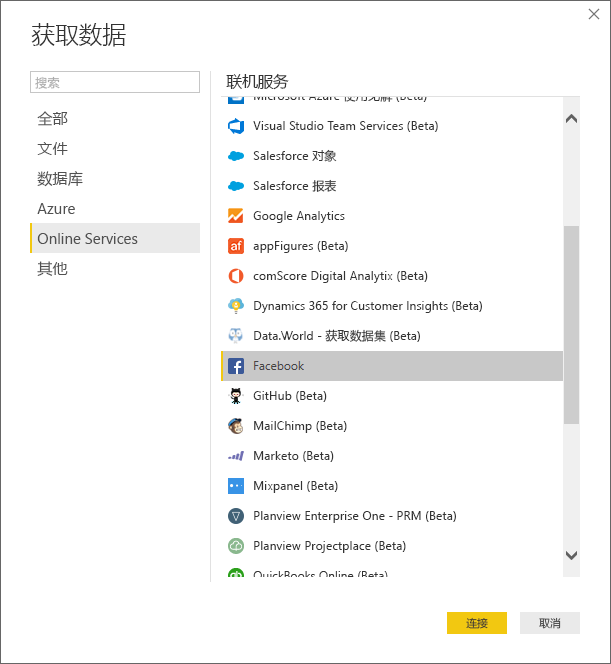 获取数据
搜索
全部
文件
数据库
Azure
Online Services
其他
联机服务
Microsoft Azure 使用见解 (Beta)
Visual Studio Team Services (Beta)
Salesforce 对象
Salesforce 报表
Google Analytics
appFigures (Beta)
comScore Digital Analytix (Beta)
Dynamics 365 for Customer Insights (Beta)
Data.World - 获取数据集 (Beta)
Facebook
GitHub (Beta)
MailChimp (Beta)
Marketo (Beta)
Mixpanel (Beta)
Planview Enterprise One - PRM (Beta)
Planview Projectplace (Beta)
QuickBooks Online (Beta)
连接
取消